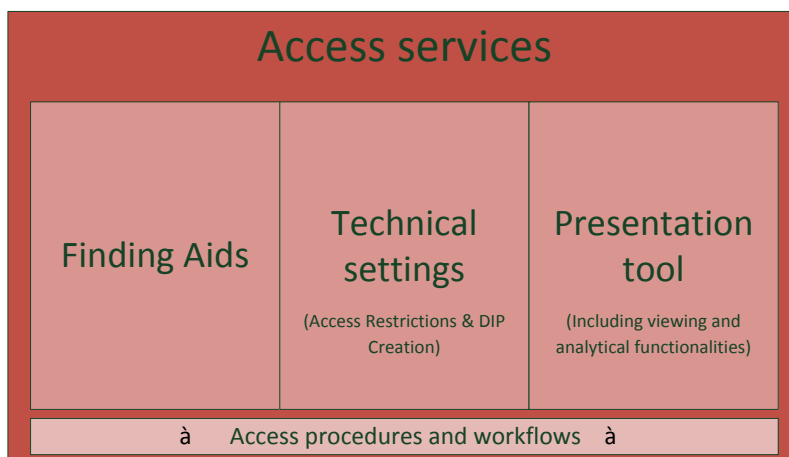 Access services
Finding Aids
Technical
settings
(Access Restrictions & DIP
Creation)
Presentation
tool
(Including viewing and
analytical functionalities)
à Access procedures and workflows à